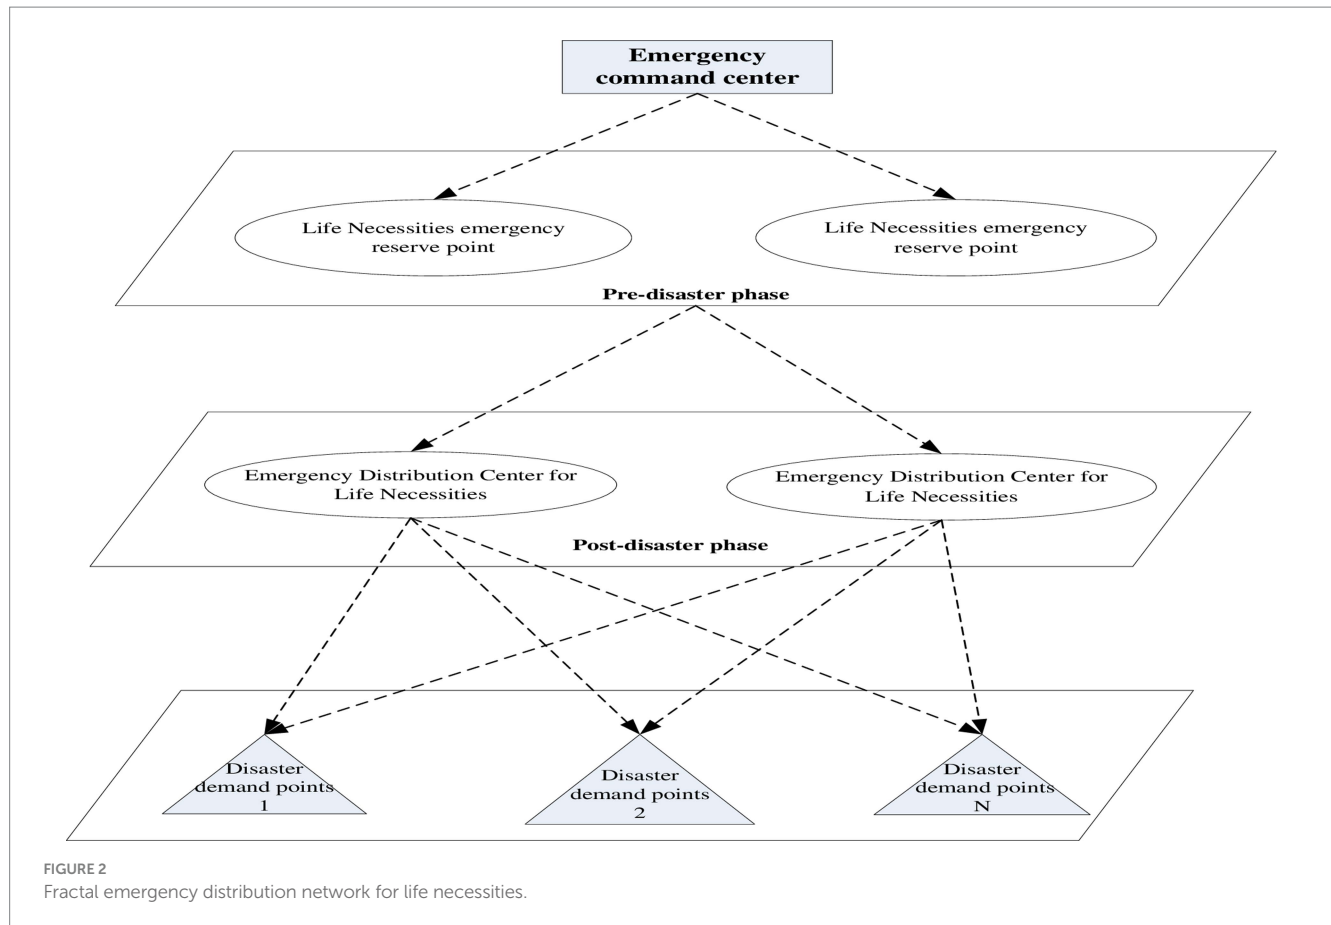 Emergency
command center
Life Necessities emergency
reserve point
Life Necessities emergency
reserve point
Pre-disaster phase
Emergency Distribution Center for
Life Necessities
Emergency Distribution Center for
Life Necessities
Post-disaster phase
Disaster
demand points
1
Disaster
demand points
2
Disaster
demand points
N
FIGURE 2
Fractal emergency distribution network for life necessities.